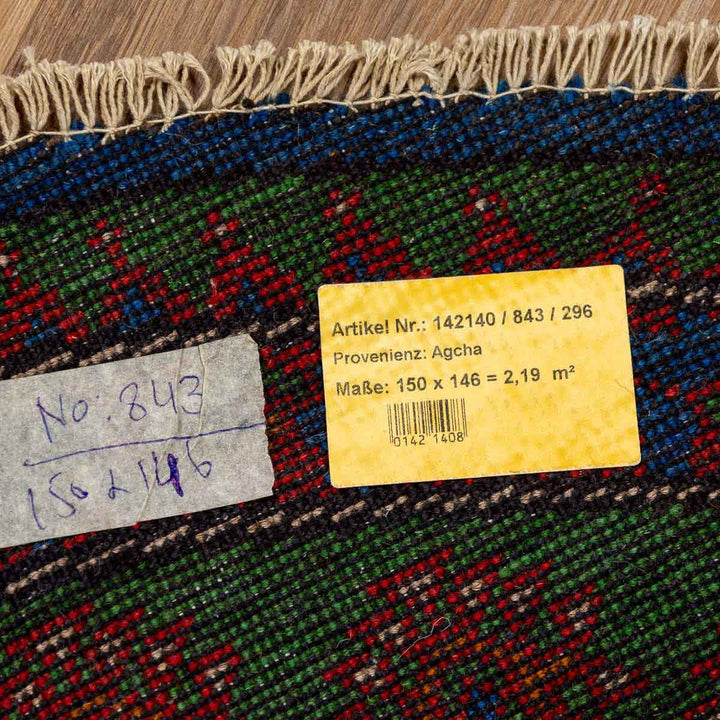 No: 843
150 x 146
Artikel Nr.: 142140 / 843 / 296
Provenienz: Agcha
Maße: 150 x 146 = 2,19 m²
0142 1408